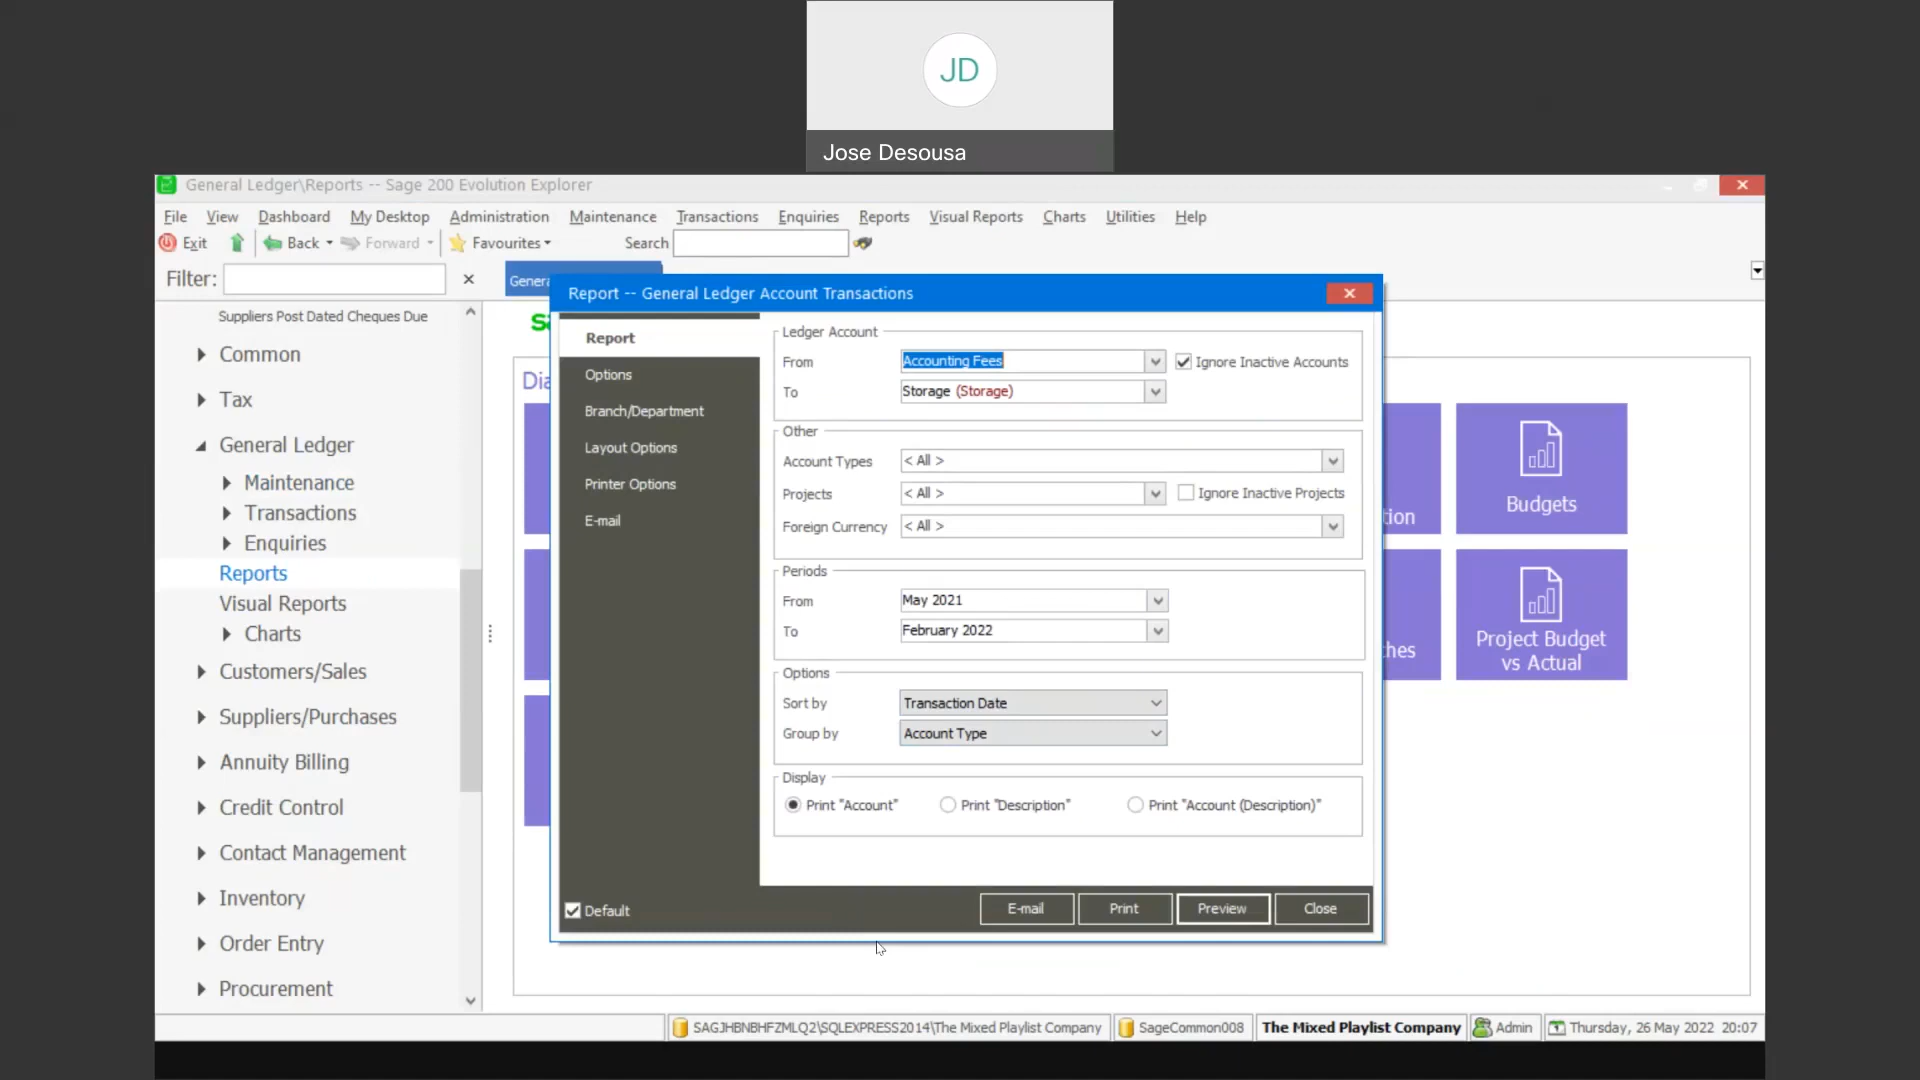 JD
Jose Desousa
General Ledger\Reports -- Sage 200 Evolution Explorer
File View Dashboard My Desktop Administration Maintenance Transactions Enquiries Reports Visual Reports Charts Utilities Help
Exit Back Forward Favourites Search
Filter:
Suppliers Post Dated Cheques Due
Common
Tax
General Ledger
Maintenance
Transactions
Enquiries
Reports
Visual Reports
Charts
Customers/Sales
Suppliers/Purchases
Annuity Billing
Credit Control
Contact Management
Inventory
Order Entry
Procurement
Report -- General Ledger Account Transactions
Report
Options
Branch/Department
Layout Options
Printer Options
E-mail
Ledger Account
From Accounting Fees Ignore Inactive Accounts
To Storage (Storage)
Other
Account Types < All >
Projects < All > Ignore Inactive Projects
Foreign Currency < All >
Periods
From May 2021
To February 2022
Options
Sort by Transaction Date
Group by Account Type
Display
Print "Account" Print "Description" Print "Account (Description)"
Default
E-mail Print Preview Close
Budgets
Project Budget
vs Actual
SAGJHBNBHFZMLQ2\SQLEXPRESS2014\The Mixed Playlist Company SageCommon008 The Mixed Playlist Company Admin Thursday, 26 May 2022 20:07